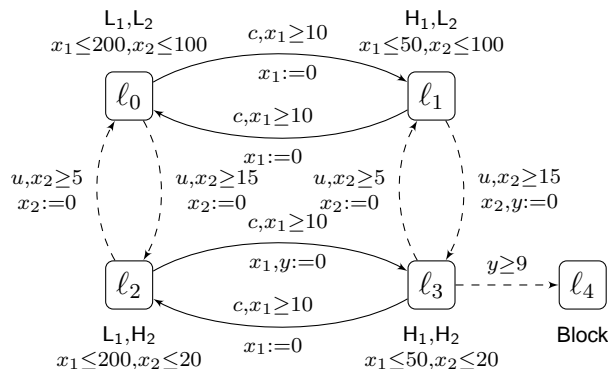 L₁,L₂
x₁≤200,x₂≤100
H₁,L₂
x₁≤50,x₂≤100
c,x₁≥10
x₁:=0
ℓ₀
ℓ₁
c,x₁≥10
x₁:=0
u,x₂≥5
x₂:=0
u,x₂≥15
x₂:=0
u,x₂≥5
x₂:=0
u,x₂≥15
x₂,y:=0
c,x₁≥10
x₁,y:=0
ℓ₂
ℓ₃
y≥9
ℓ₄
c,x₁≥10
x₁:=0
L₁,H₂
x₁≤200,x₂≤20
H₁,H₂
x₁≤50,x₂≤20
Block